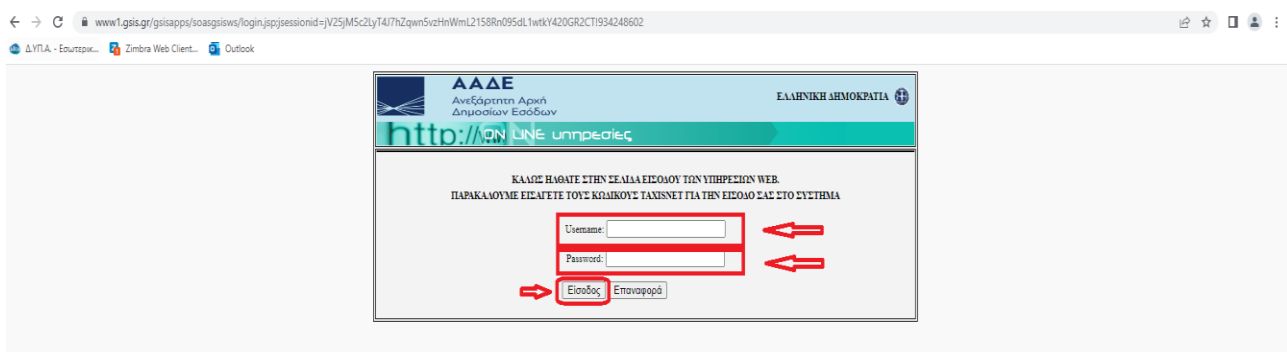 www1.gsis.gr/gsisapps/soasgsisws/login.jsp;jsessionid=jV25jM5c2LyT4J7hZqwn5vzHnWmL2158Rn095dL1wtkY420GR2CT!934248602
Δ.ΥΠ.Α. - Εσωτερικ... Zimbra Web Client... Outlook
ΑΑΔΕ
Ανεξάρτητη Αρχή
Δημοσίων Εσόδων
ΕΛΛΗΝΙΚΗ ΔΗΜΟΚΡΑΤΙΑ
http:// ON LINE υπηρεσίες
ΚΑΛΩΣ ΗΛΘΑΤΕ ΣΤΗΝ ΣΕΛΙΔΑ ΕΙΣΟΔΟΥ ΤΩΝ ΥΠΗΡΕΣΙΩΝ WEB.
ΠΑΡΑΚΑΛΟΥΜΕ ΕΙΣΑΓΕΤΕ ΤΟΥΣ ΚΩΔΙΚΟΥΣ TAXISNET ΓΙΑ ΤΗΝ ΕΙΣΟΔΟ ΣΑΣ ΣΤΟ ΣΥΣΤΗΜΑ
Username:
Password:
Είσοδος Επαναφορά